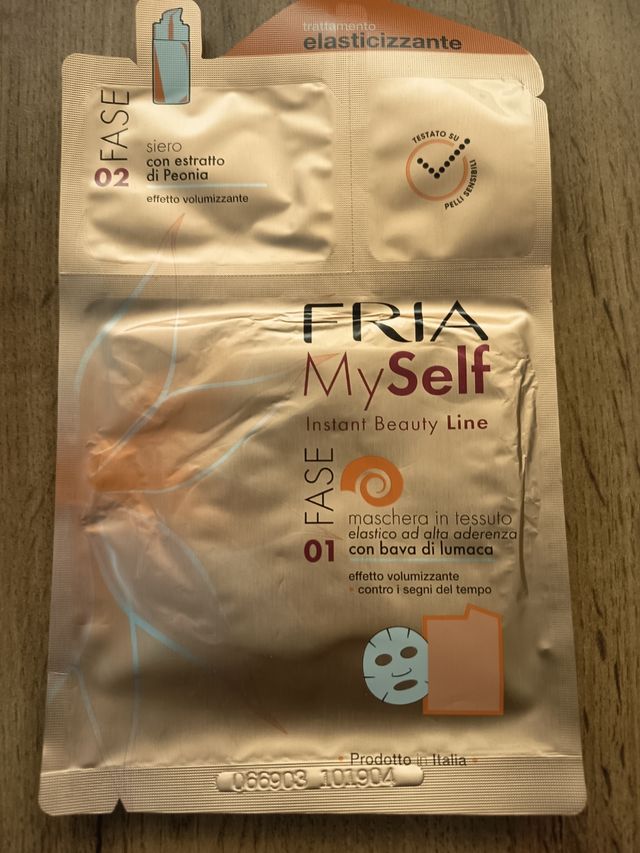 trattamento
elasticizzante
FASE
02
siero
con estratto
di Peonia
effetto volumizzante
TESTATO SU
PELLI SENSIBILI
FRIA
MySelf
Instant Beauty Line
FASE
01
maschera in tessuto
elastico ad alta aderenza
con bava di lumaca
effetto volumizzante
• contro i segni del tempo
• Prodotto in Italia •
Q66903 101904